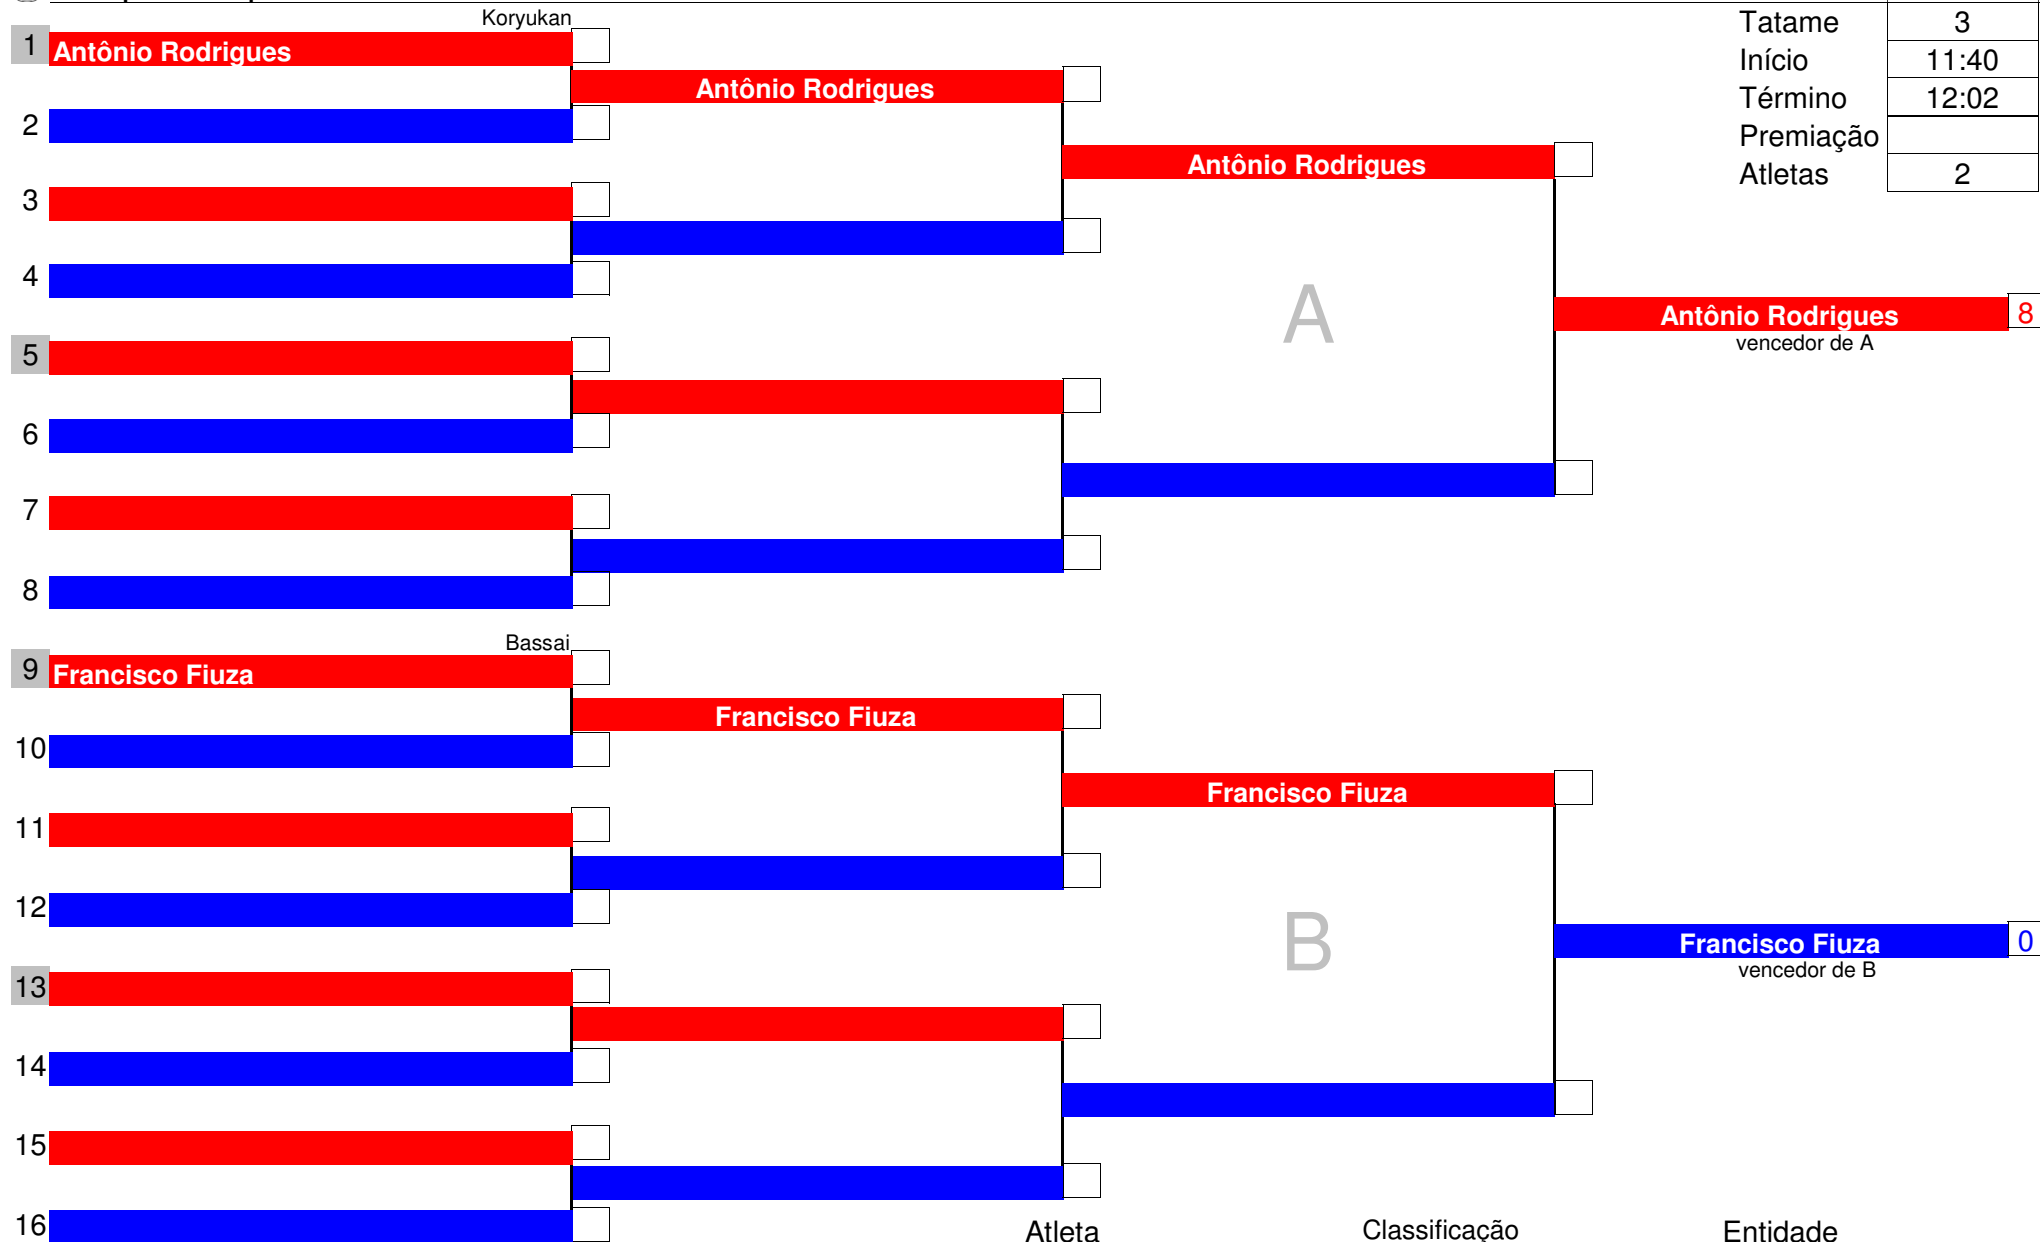 Koryukan
Tatame 3
1 Antônio Rodrigues
Início 11:40
Antônio Rodrigues
Término 12:02
2
Premiação
Antônio Rodrigues
Atletas 2
3
4
A
Antônio Rodrigues 8
vencedor de A
5
6
7
8
Bassai
9 Francisco Fiuza
Francisco Fiuza
10
Francisco Fiuza
11
12
B
Francisco Fiuza 0
vencedor de B
13
14
15
16
Atleta Classificação Entidade